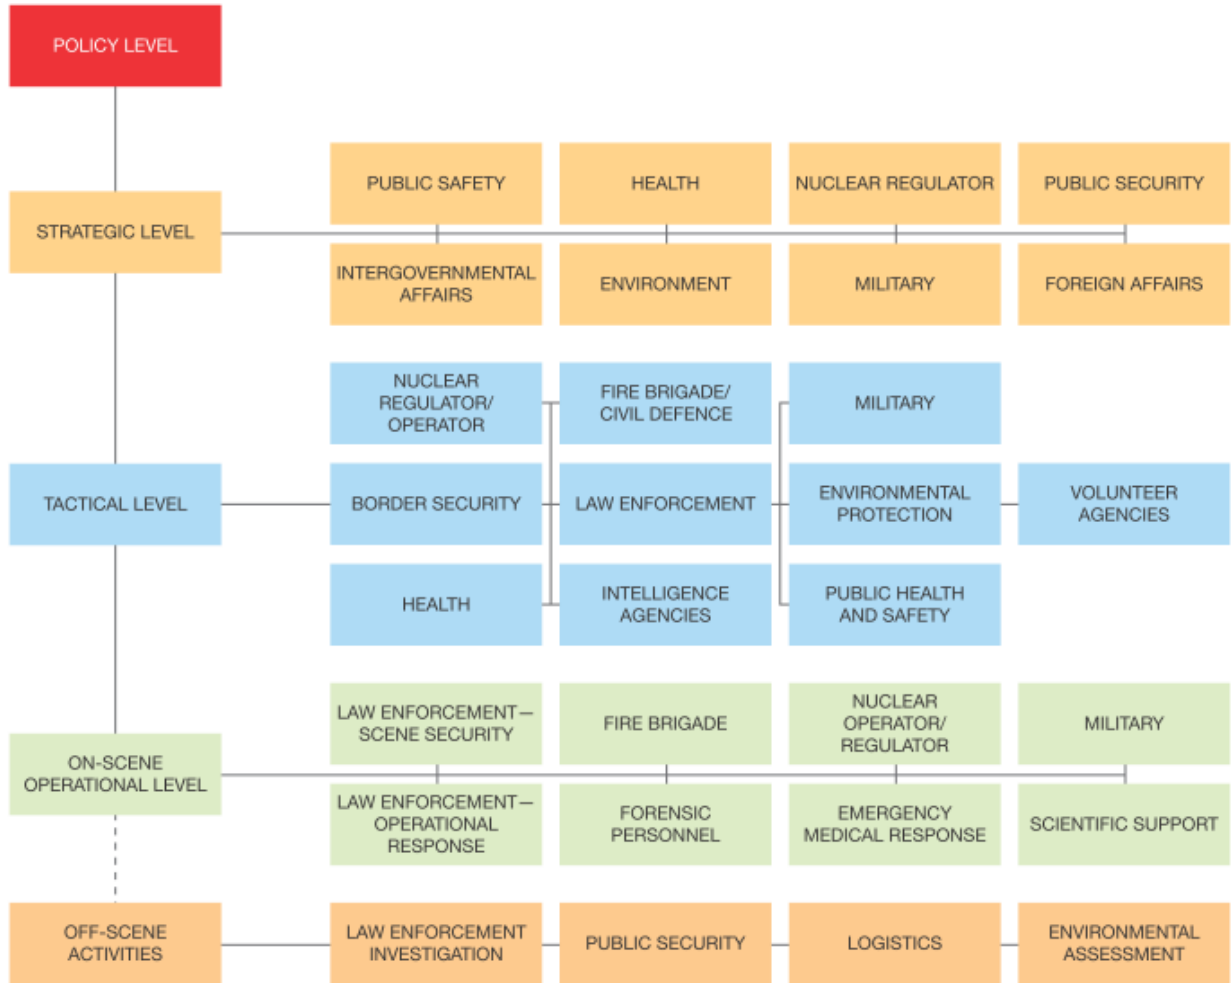 POLICY LEVEL
STRATEGIC LEVEL
PUBLIC SAFETY
HEALTH
NUCLEAR REGULATOR
PUBLIC SECURITY
INTERGOVERNMENTAL
AFFAIRS
ENVIRONMENT
MILITARY
FOREIGN AFFAIRS
TACTICAL LEVEL
NUCLEAR
REGULATOR/
OPERATOR
FIRE BRIGADE/
CIVIL DEFENCE
MILITARY
BORDER SECURITY
LAW ENFORCEMENT
ENVIRONMENTAL
PROTECTION
VOLUNTEER
AGENCIES
HEALTH
INTELLIGENCE
AGENCIES
PUBLIC HEALTH
AND SAFETY
ON-SCENE
OPERATIONAL LEVEL
LAW ENFORCEMENT—
SCENE SECURITY
FIRE BRIGADE
NUCLEAR
OPERATOR/
REGULATOR
MILITARY
LAW ENFORCEMENT—
OPERATIONAL
RESPONSE
FORENSIC
PERSONNEL
EMERGENCY
MEDICAL RESPONSE
SCIENTIFIC SUPPORT
OFF-SCENE
ACTIVITIES
LAW ENFORCEMENT
INVESTIGATION
PUBLIC SECURITY
LOGISTICS
ENVIRONMENTAL
ASSESSMENT